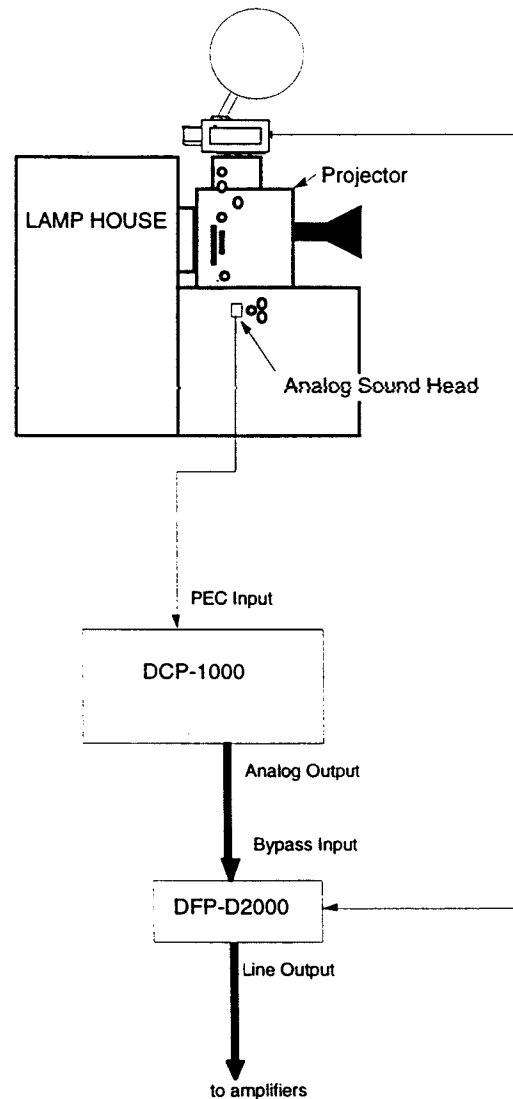 Projector
LAMP HOUSE
Analog Sound Head
PEC Input
DCP-1000
Analog Output
Bypass Input
DFP-D2000
Line Output
to amplifiers